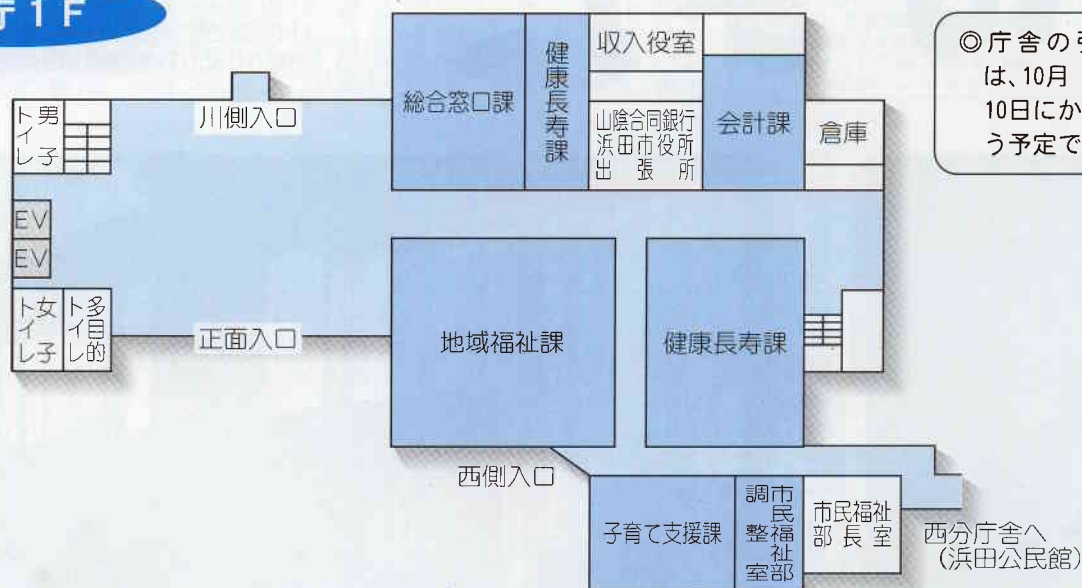 庁1F
◎庁舎の引
は、10月
10日にか
う予定で
収入役室
総合窓口課
健康長寿課
山陰合同銀行
浜田市役所
出張所
会計課
倉庫
川側入口
男子
トイレ
EV
EV
女子
トイレ
多目的
トイレ
正面入口
地域福祉課
健康長寿課
西側入口
子育て支援課
市民福祉部
調整室
市民福祉
部長室
西分庁舎へ
(浜田公民館)